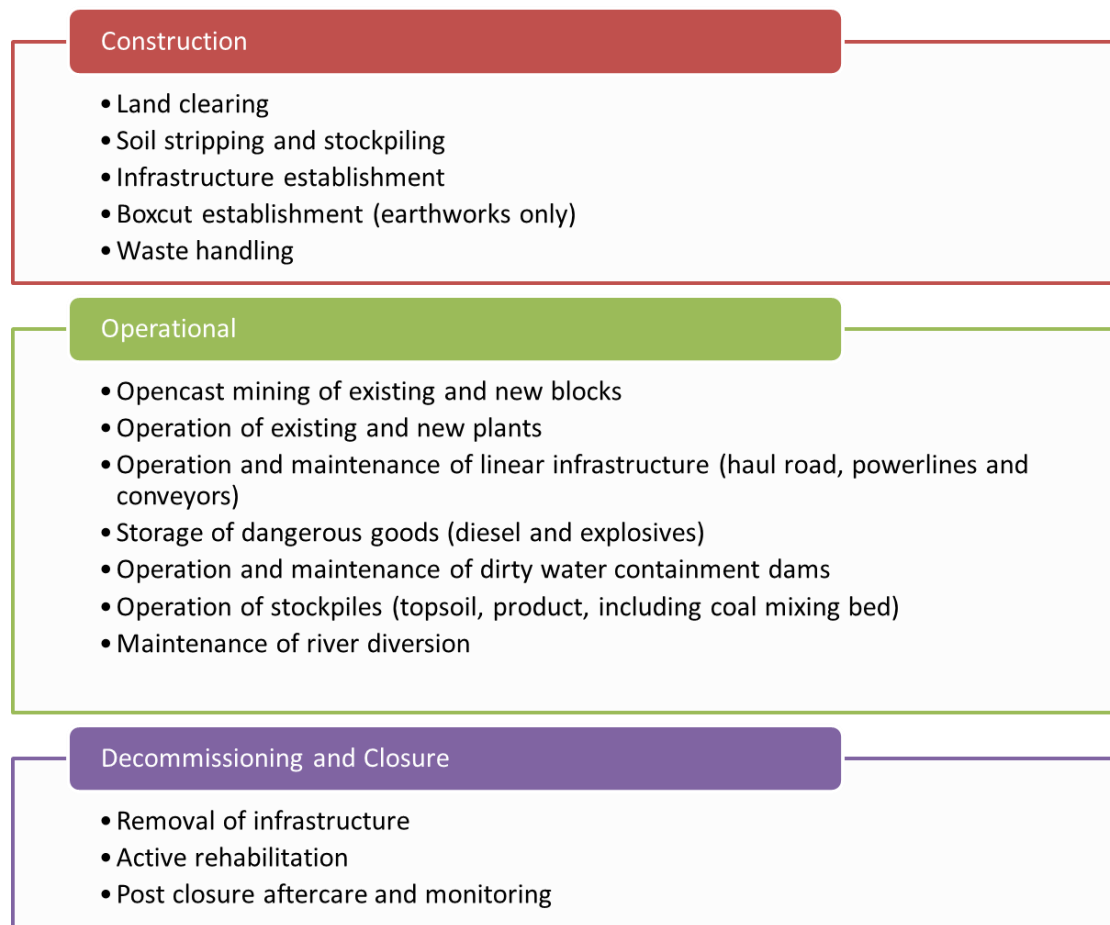 Construction
• Land clearing
• Soil stripping and stockpiling
• Infrastructure establishment
• Boxcut establishment (earthworks only)
• Waste handling
Operational
• Opencast mining of existing and new blocks
• Operation of existing and new plants
• Operation and maintenance of linear infrastructure (haul road, powerlines and
conveyors)
• Storage of dangerous goods (diesel and explosives)
• Operation and maintenance of dirty water containment dams
• Operation of stockpiles (topsoil, product, including coal mixing bed)
• Maintenance of river diversion
Decommissioning and Closure
• Removal of infrastructure
• Active rehabilitation
• Post closure aftercare and monitoring